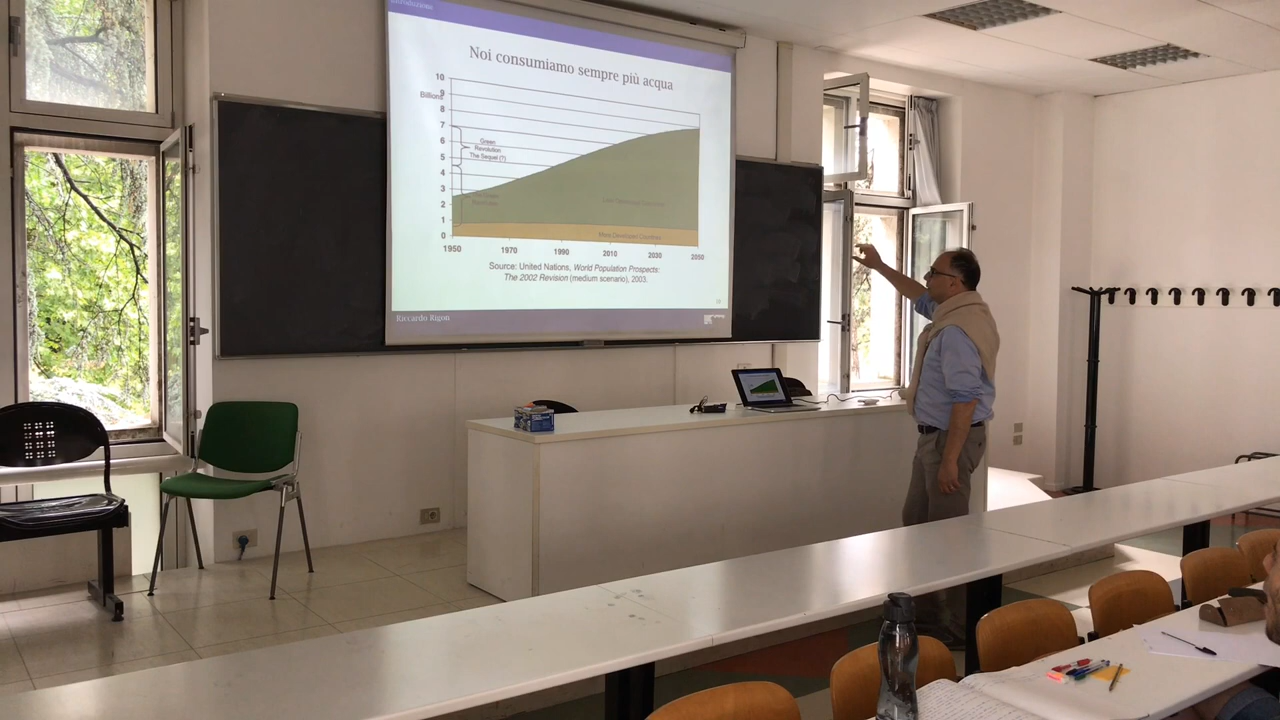 Introduzione
Noi consumiamo sempre più acqua
10
Billions
9
8
7
6
5
4
3
2
1
0
Green
Revolution
The Sequel (?)
More Developed Countries
1950 1970 1990 2010 2030 2050
Source: United Nations, World Population Prospects:
The 2002 Revision (medium scenario), 2003.
Riccardo Rigon